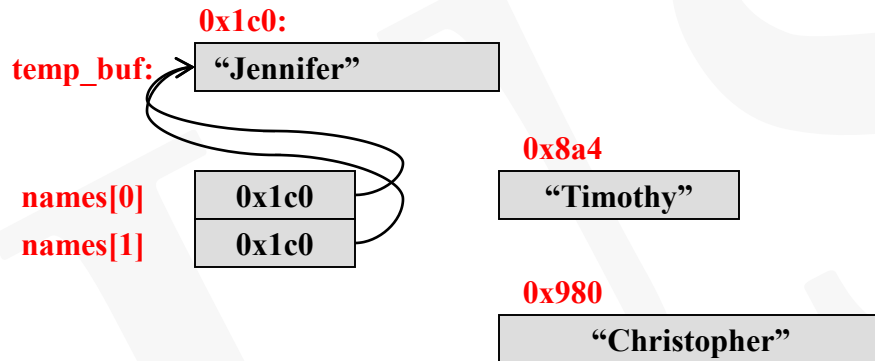 0x1c0:
temp_buf: “Jennifer”
0x8a4
names[0] 0x1c0 “Timothy”
names[1] 0x1c0
0x980
“Christopher”